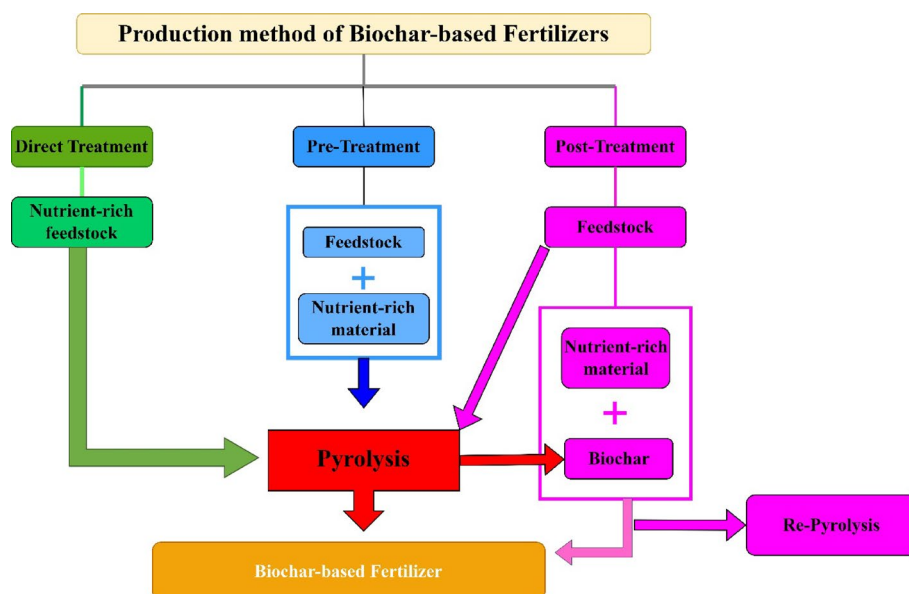 Production method of Biochar-based Fertilizers
Direct Treatment
Pre-Treatment
Post-Treatment
Nutrient-rich
feedstock
Feedstock
+
Nutrient-rich
material
Feedstock
Nutrient-rich
material
+
Biochar
Pyrolysis
Re-Pyrolysis
Biochar-based Fertilizer